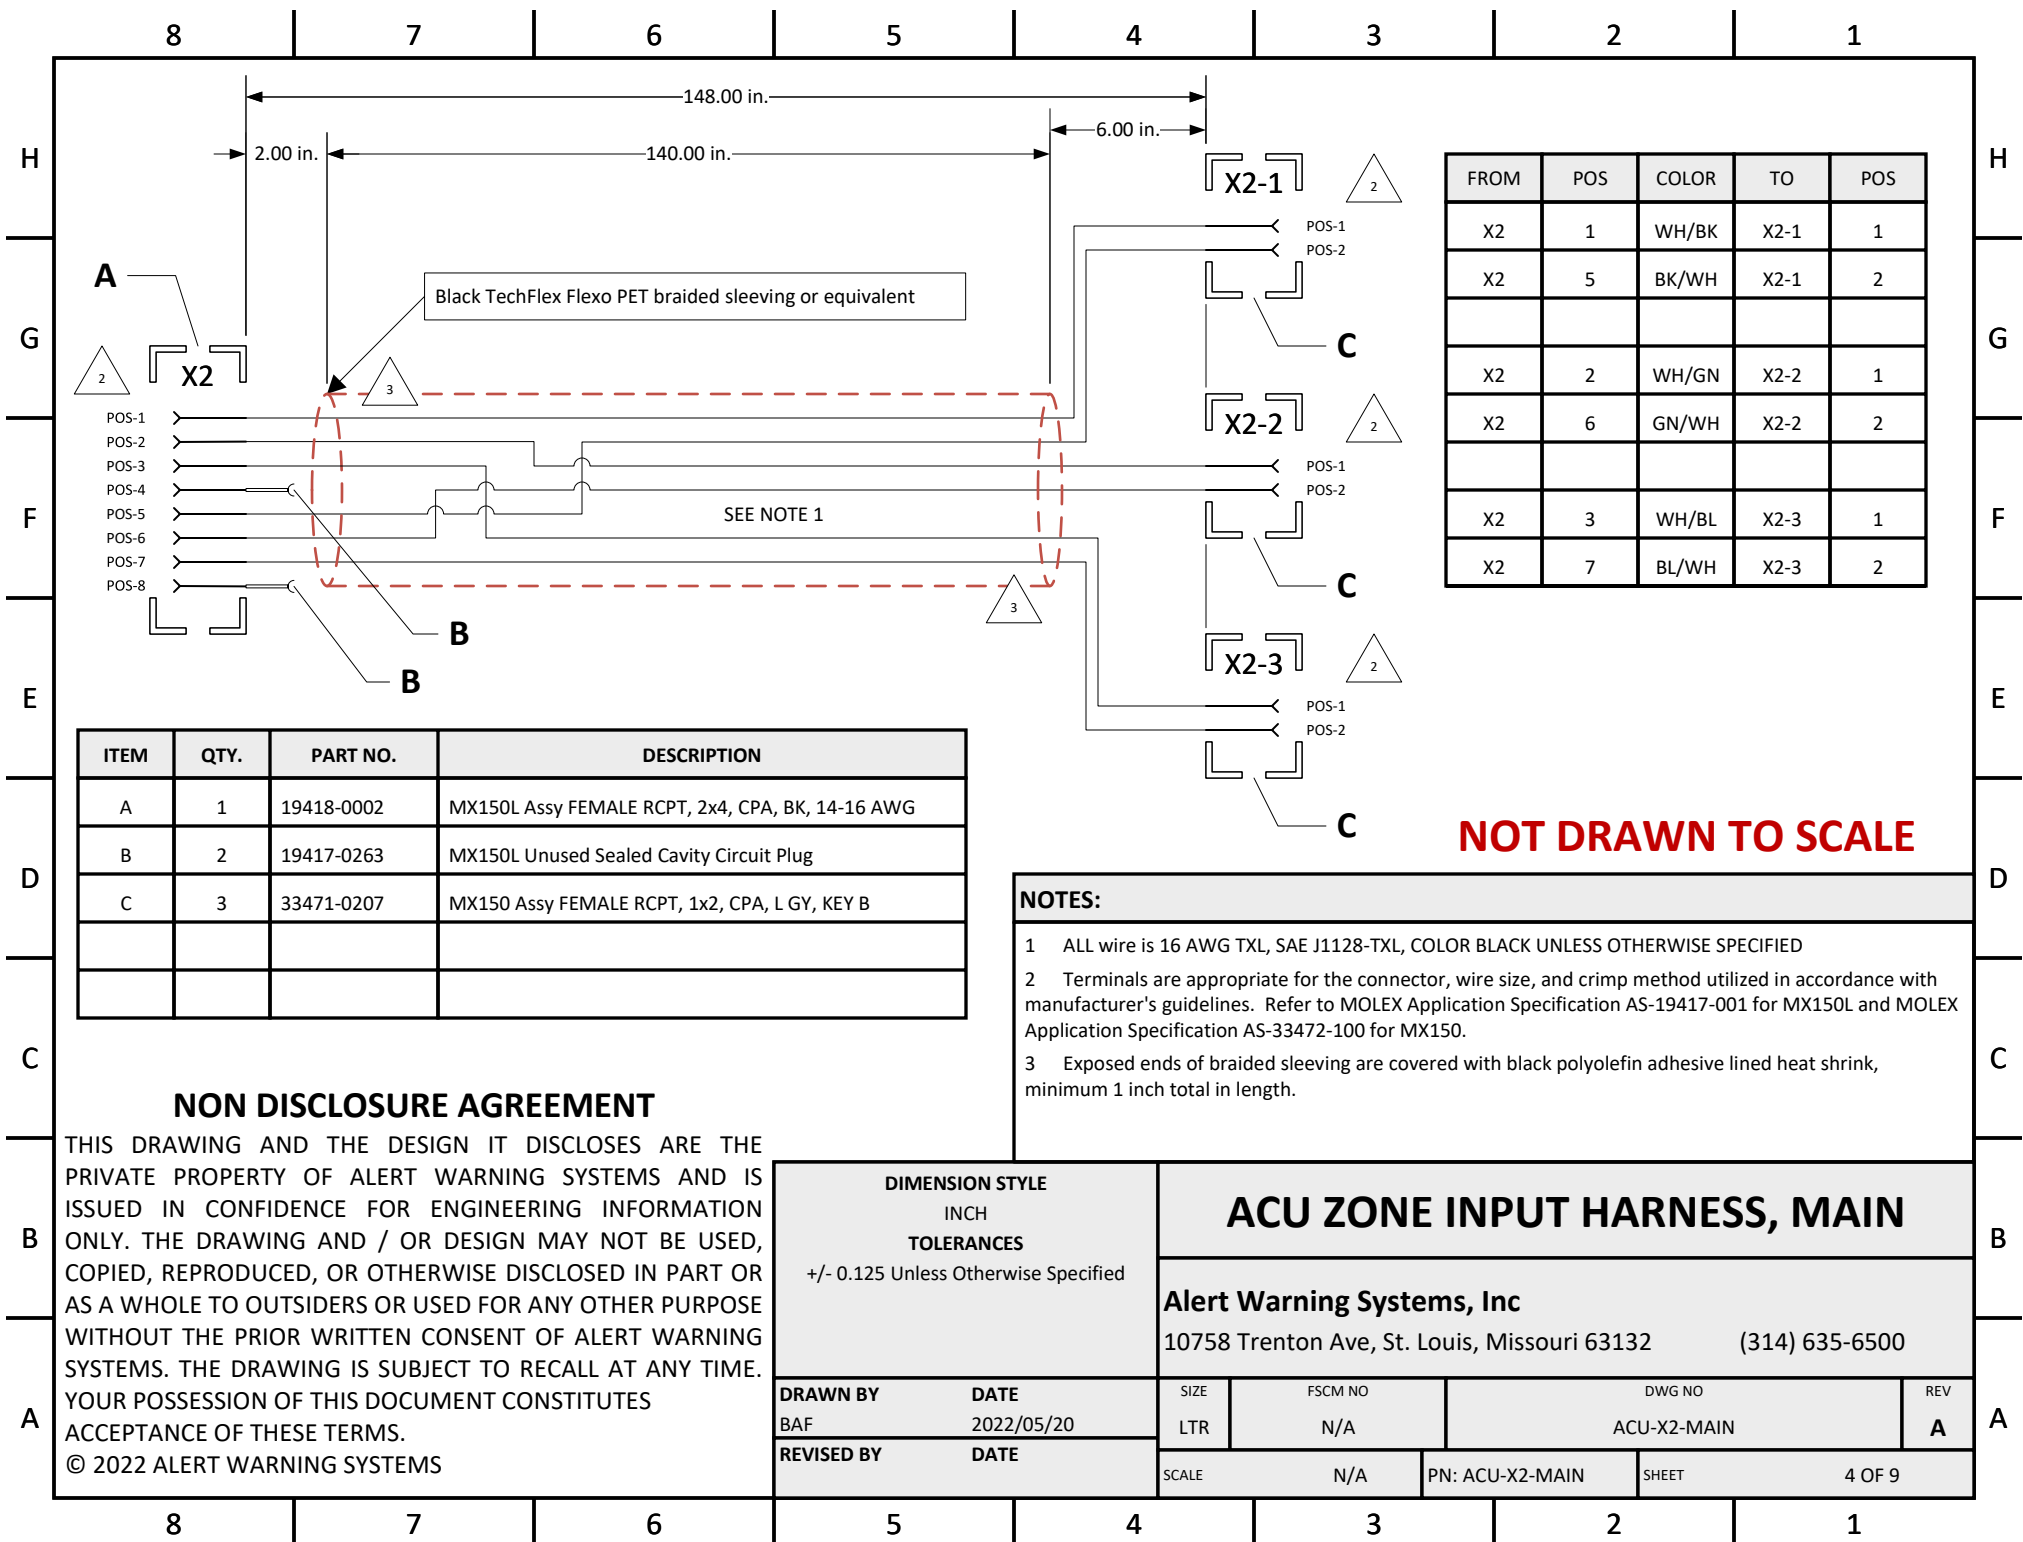 8 7 6 5 4 3 2 1
148.00 in.
6.00 in.
2.00 in.
140.00 in.
H
H
X2-1
2
POS-1
POS-2
FROM POS COLOR TO POS
X2 1 WH/BK X2-1 1
X2 5 BK/WH X2-1 2
X2 2 WH/GN X2-2 1
X2 6 GN/WH X2-2 2
X2 3 WH/BL X2-3 1
X2 7 BL/WH X2-3 2
A
Black TechFlex Flexo PET braided sleeving or equivalent
G
G
C
2
X2
3
X2-2
2
POS-1
POS-2
POS-3
POS-4
POS-5
POS-6
POS-7
POS-8
POS-1
POS-2
F
F
SEE NOTE 1
C
3
B
B
X2-3
2
E
E
POS-1
POS-2
C
ITEM QTY. PART NO. DESCRIPTION
A 1 19418-0002 MX150L Assy FEMALE RCPT, 2x4, CPA, BK, 14-16 AWG
B 2 19417-0263 MX150L Unused Sealed Cavity Circuit Plug
C 3 33471-0207 MX150 Assy FEMALE RCPT, 1x2, CPA, L GY, KEY B
NOT DRAWN TO SCALE
D
D
NOTES:
1 ALL wire is 16 AWG TXL, SAE J1128-TXL, COLOR BLACK UNLESS OTHERWISE SPECIFIED
2 Terminals are appropriate for the connector, wire size, and crimp method utilized in accordance with
manufacturer's guidelines. Refer to MOLEX Application Specification AS-19417-001 for MX150L and MOLEX
Application Specification AS-33472-100 for MX150.
3 Exposed ends of braided sleeving are covered with black polyolefin adhesive lined heat shrink,
minimum 1 inch total in length.
C
C
NON DISCLOSURE AGREEMENT
THIS DRAWING AND THE DESIGN IT DISCLOSES ARE THE
PRIVATE PROPERTY OF ALERT WARNING SYSTEMS AND IS
ISSUED IN CONFIDENCE FOR ENGINEERING INFORMATION
ONLY. THE DRAWING AND / OR DESIGN MAY NOT BE USED,
COPIED, REPRODUCED, OR OTHERWISE DISCLOSED IN PART OR
AS A WHOLE TO OUTSIDERS OR USED FOR ANY OTHER PURPOSE
WITHOUT THE PRIOR WRITTEN CONSENT OF ALERT WARNING
SYSTEMS. THE DRAWING IS SUBJECT TO RECALL AT ANY TIME.
YOUR POSSESSION OF THIS DOCUMENT CONSTITUTES
ACCEPTANCE OF THESE TERMS.
© 2022 ALERT WARNING SYSTEMS
B
B
DIMENSION STYLE
INCH
TOLERANCES
+/- 0.125 Unless Otherwise Specified
ACU ZONE INPUT HARNESS, MAIN
Alert Warning Systems, Inc
10758 Trenton Ave, St. Louis, Missouri 63132 (314) 635-6500
A
A
DRAWN BY DATE
BAF 2022/05/20
REVISED BY DATE
SIZE FSCM NO DWG NO REV
LTR N/A ACU-X2-MAIN A
SCALE N/A PN: ACU-X2-MAIN SHEET 4 OF 9
8 7 6 5 4 3 2 1